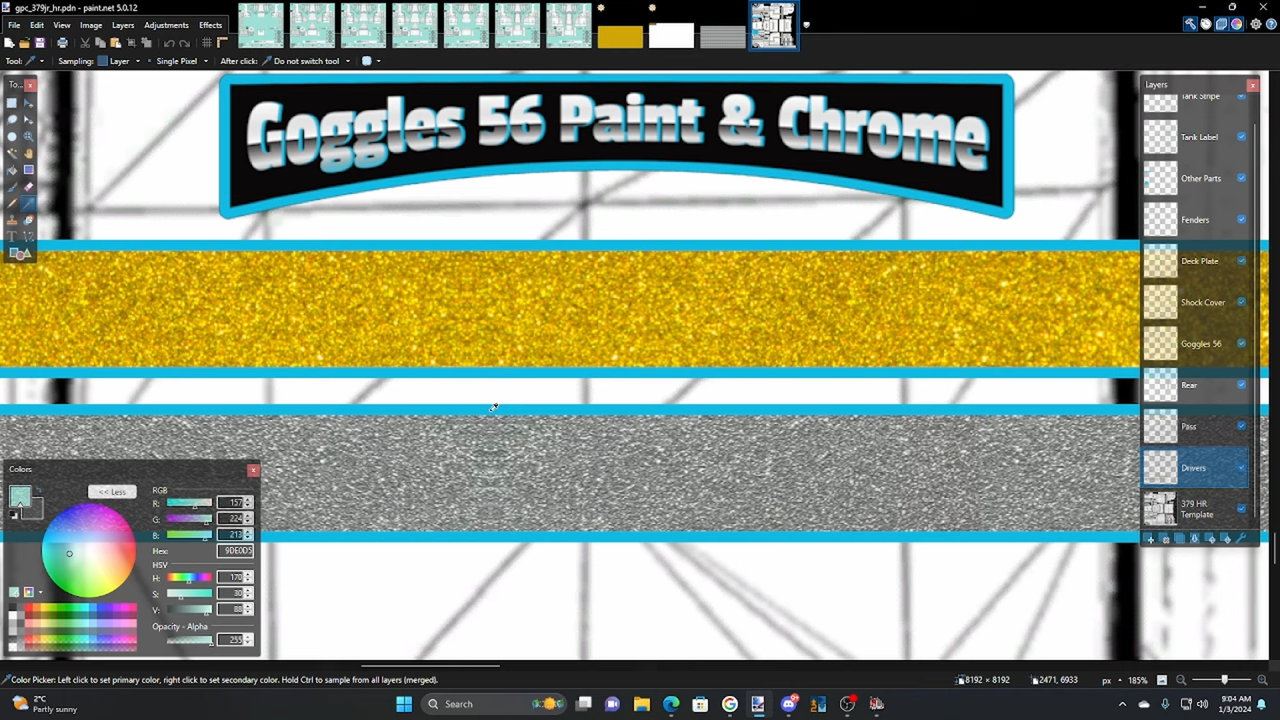 gpc_379jr_hr.pdn - paint.net 5.0.12
File Edit View Image Layers Adjustments Effects
Tool: Sampling: Layer Single Pixel After click: Do not switch tool
To...
Goggles 56 Paint & Chrome
Layers
Tank Stripe
Tank Label
Other Parts
Fenders
Deck Plate
Shock Cover
Goggles 56
Rear
Pass
Drivers
379 HR
Template
Colors
<< Less
RGB
R: 157
G: 224
B: 213
Hex: 9DE0D5
HSV
H: 170
S: 30
V: 88
Opacity - Alpha
255
Color Picker: Left click to set primary color, right click to set secondary color. Hold Ctrl to sample from all layers (merged).
8192 × 8192
2471, 6933
px
185%
2°C
Partly sunny
Search
9:04 AM
1/3/2024